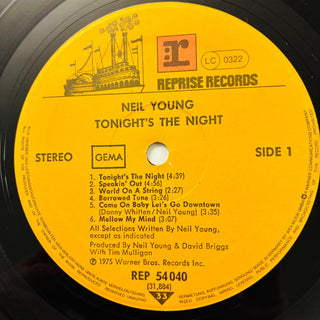 r
LC 0322
REPRISE RECORDS
NEIL YOUNG
TONIGHT'S THE NIGHT
STEREO
GEMA
SIDE 1
1. Tonight's The Night (4:39)
2. Speakin' Out (4:56)
3. World On A String (2:27)
4. Borrowed Tune (3:26)
5. Come On Baby Let's Go Downtown
(Danny Whitten / Neil Young) (3:35)
6. Mellow My Mind (3:07)
All Selections Written by Neil Young,
except as indicated
Produced By Neil Young & David Briggs
With Tim Mulligan
℗ 1975 Warner Bros. Records Inc.
REP 54 040
(31,884)
33